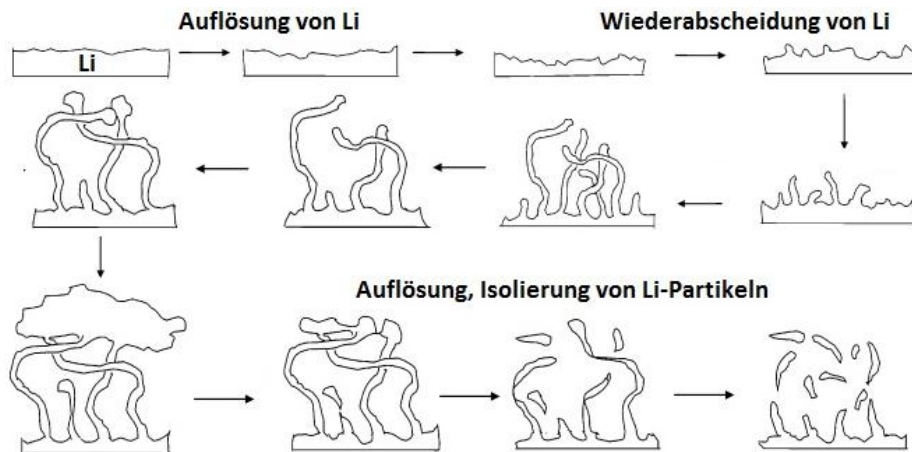 Auflösung von Li
Wiederabscheidung von Li
Li
Auflösung, Isolierung von Li-Partikeln